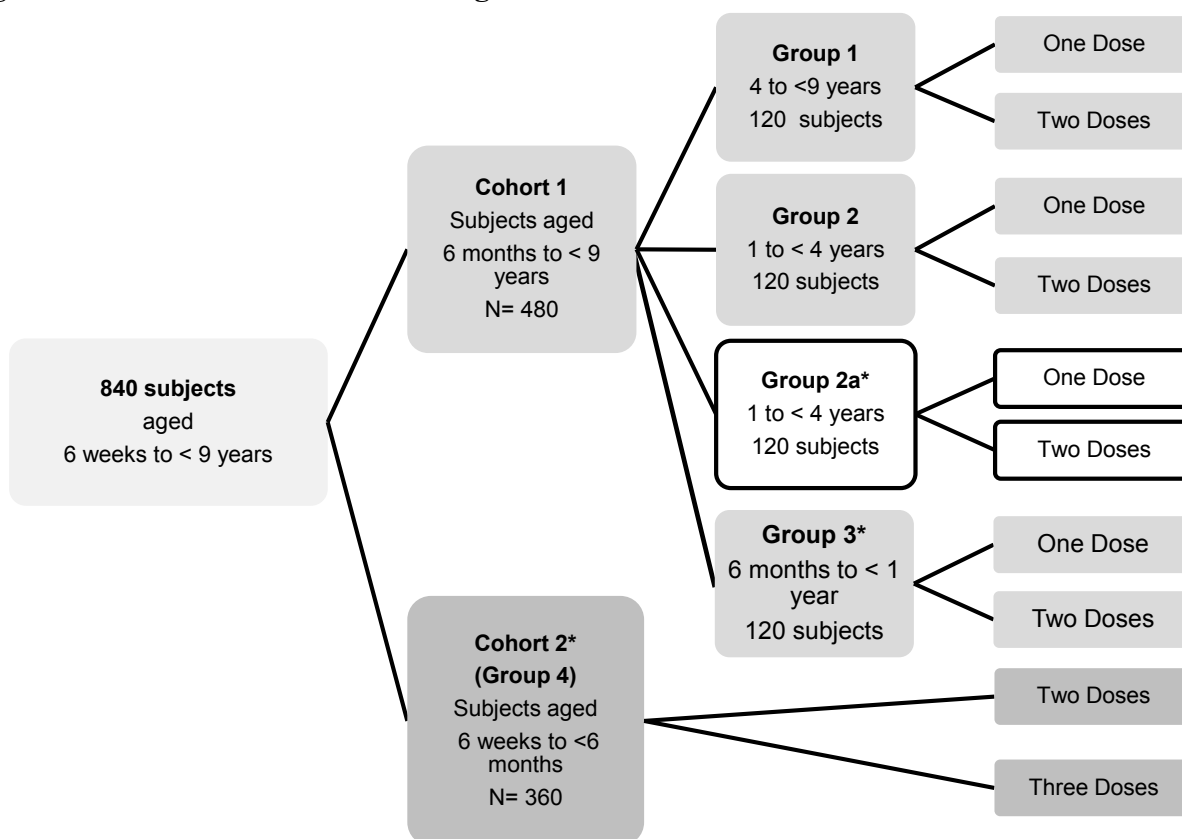 840 subjects
aged
6 weeks to < 9 years
Cohort 1
Subjects aged
6 months to < 9
years
N= 480
Cohort 2*
(Group 4)
Subjects aged
6 weeks to <6
months
N= 360
Group 1
4 to <9 years
120 subjects
Group 2
1 to < 4 years
120 subjects
Group 2a*
1 to < 4 years
120 subjects
Group 3*
6 months to < 1
year
120 subjects
One Dose
Two Doses
One Dose
Two Doses
One Dose
Two Doses
One Dose
Two Doses
Two Doses
Three Doses